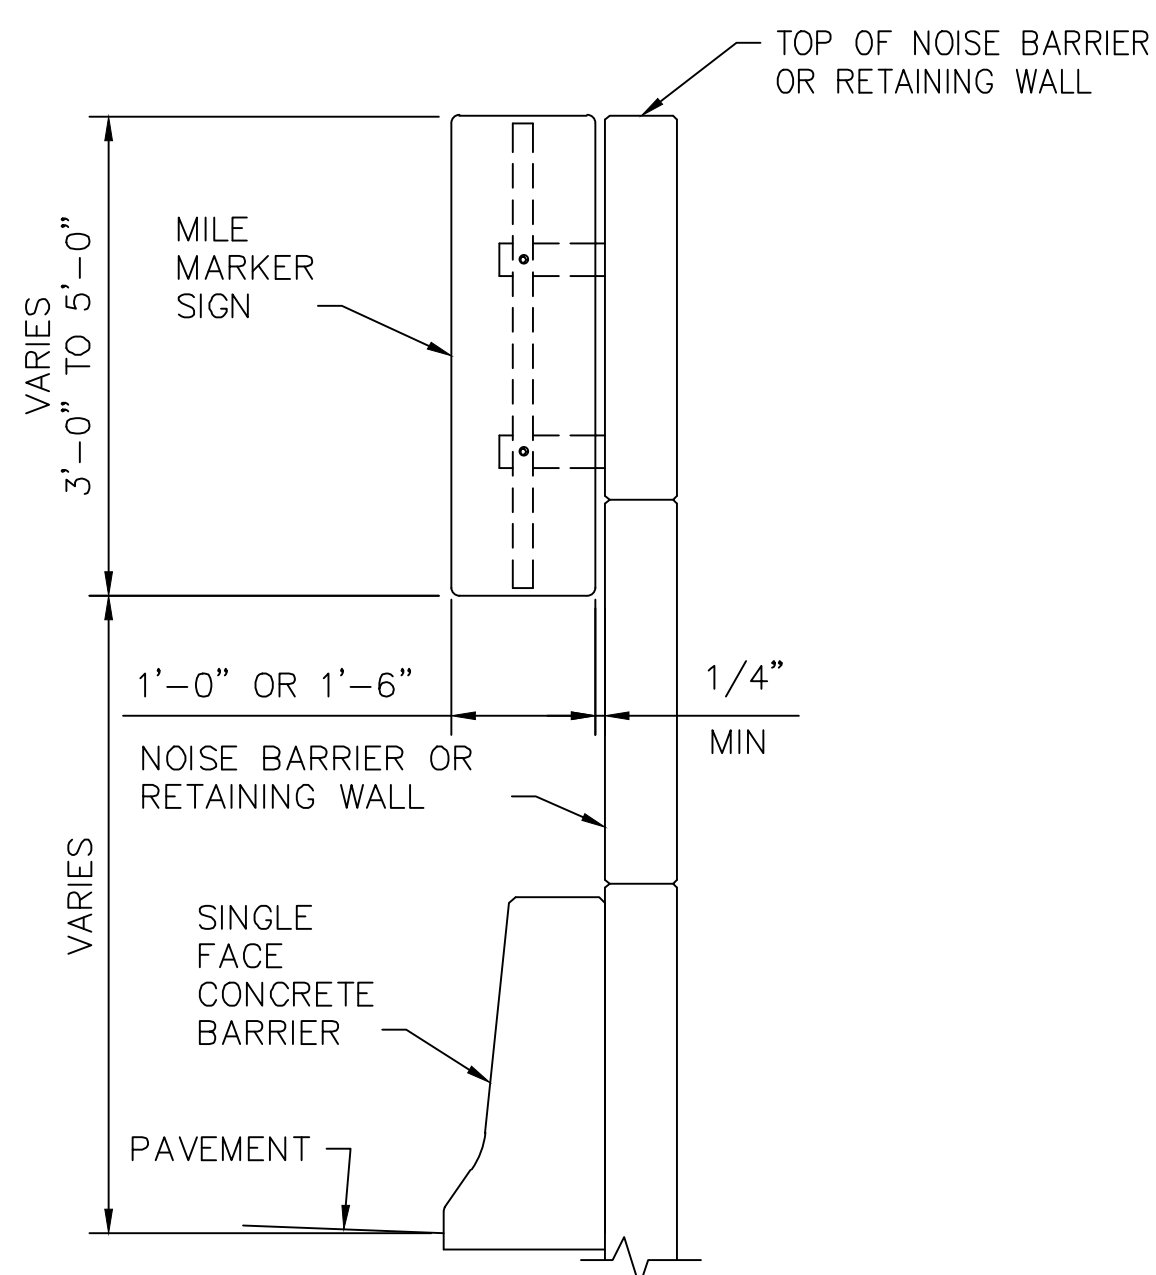 TOP OF NOISE BARRIER
OR RETAINING WALL
MILE
MARKER
SIGN
VARIES
3'-0" TO 5'-0"
1'-0" OR 1'-6"
1/4"
MIN
NOISE BARRIER OR
RETAINING WALL
VARIES
SINGLE
FACE
CONCRETE
BARRIER
PAVEMENT